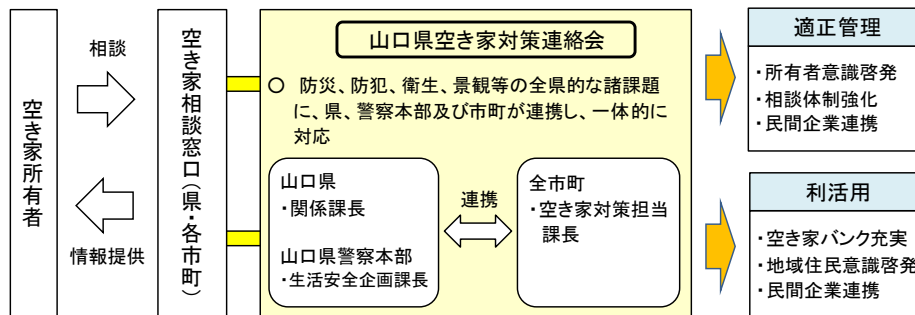 空き家所有者
相談
情報提供
空き家相談窓口(県・各市町)
山口県空き家対策連絡会
○ 防災、防犯、衛生、景観等の全県的な諸課題
に、県、警察本部及び市町が連携し、一体的に
対応
山口県
・関係課長
山口県警察本部
・生活安全企画課長
連携
全市町
・空き家対策担当
課長
適正管理
・所有者意識啓発
・相談体制強化
・民間企業連携
利活用
・空き家バンク充実
・地域住民意識啓発
・民間企業連携